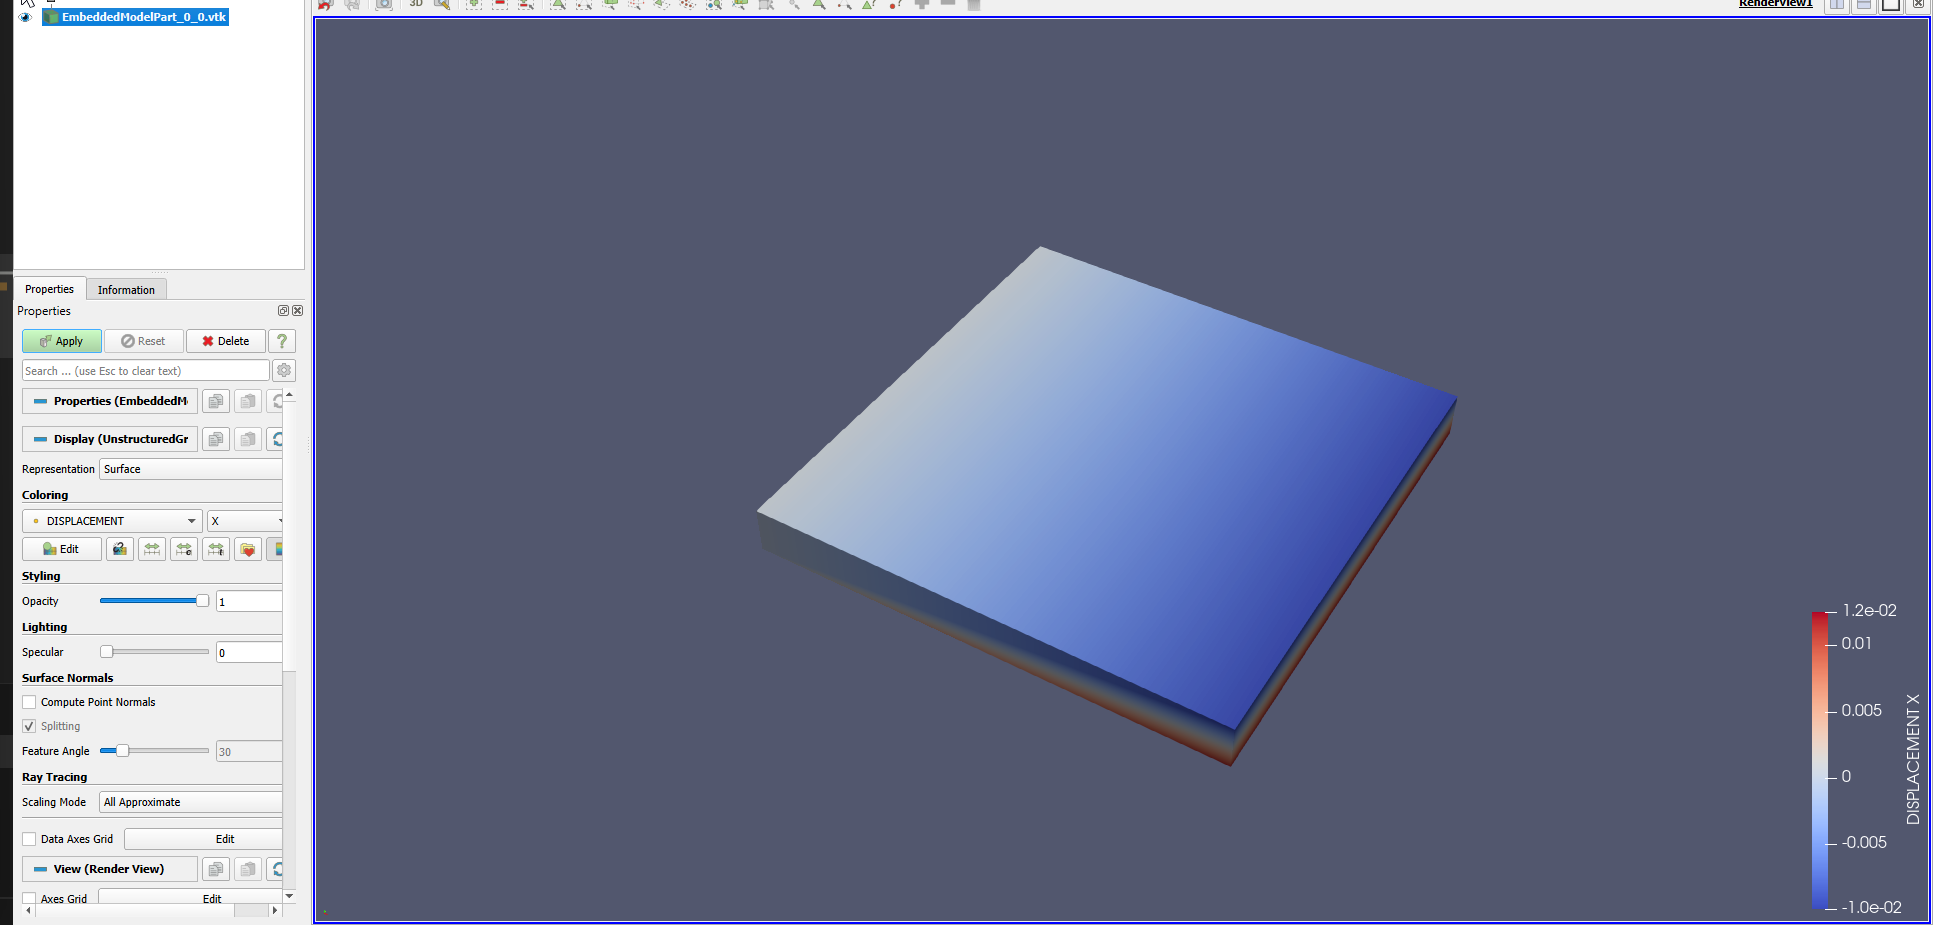 3D
RenderView1
EmbeddedModelPart_0_0.vtk
Properties
Information
Properties
Apply
Reset
Delete
?
Search ... (use Esc to clear text)
Properties (EmbeddedM
Display (UnstructuredGr
Representation
Surface
Coloring
DISPLACEMENT
X
Edit
Styling
Opacity
1
Lighting
Specular
0
Surface Normals
Compute Point Normals
Splitting
Feature Angle
30
Ray Tracing
Scaling Mode
All Approximate
Data Axes Grid
Edit
View (Render View)
Axes Grid
Edit
1.2e-02
0.01
0.005
0
-0.005
-1.0e-02
DISPLACEMENT X